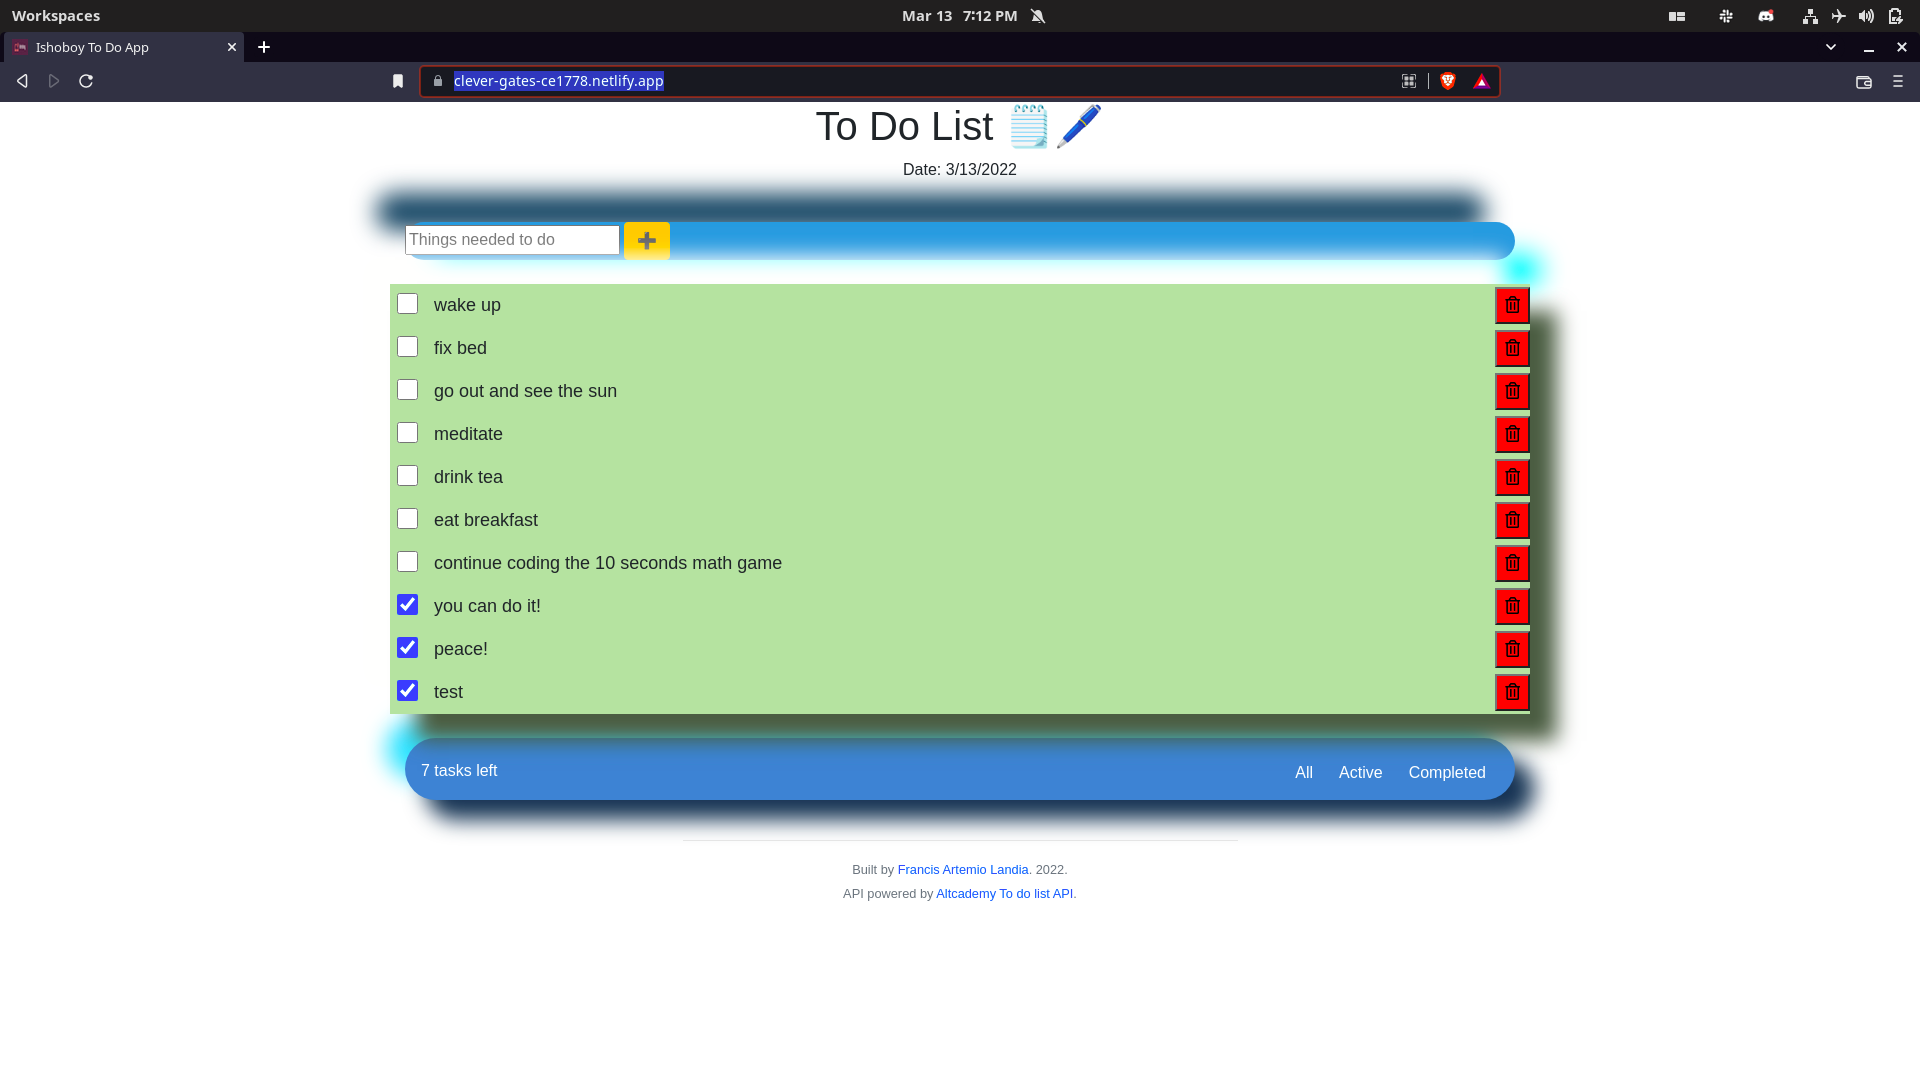 Workspaces
Mar 13 7:12 PM
Ishoboy To Do App
clever-gates-ce1778.netlify.app
To Do List 🗒️🖊️
Date: 3/13/2022
Things needed to do
wake up
fix bed
go out and see the sun
meditate
drink tea
eat breakfast
continue coding the 10 seconds math game
you can do it!
peace!
test
7 tasks left All Active Completed
Built by Francis Artemio Landia. 2022.
API powered by Altcademy To do list API.